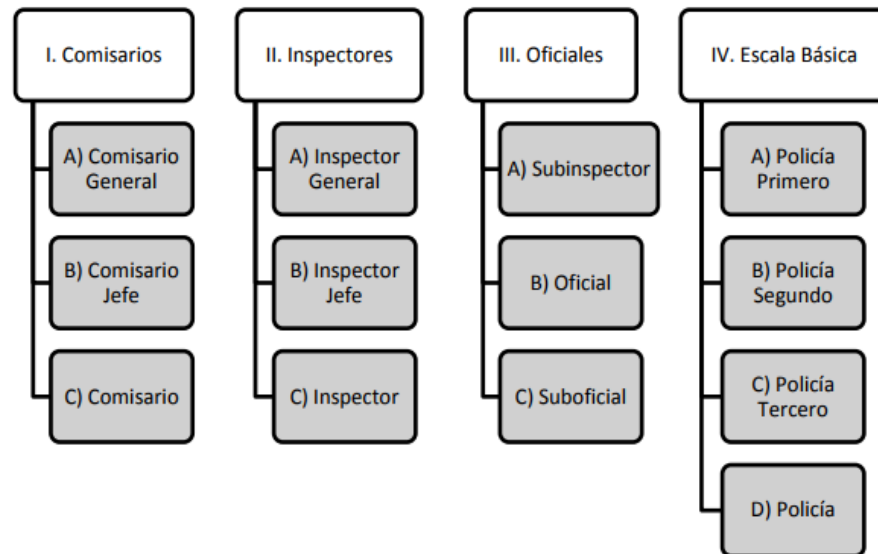 I. Comisarios
A) Comisario
General
B) Comisario
Jefe
C) Comisario
II. Inspectores
A) Inspector
General
B) Inspector
Jefe
C) Inspector
III. Oficiales
A) Subinspector
B) Oficial
C) Suboficial
IV. Escala Básica
A) Policía
Primero
B) Policía
Segundo
C) Policía
Tercero
D) Policía